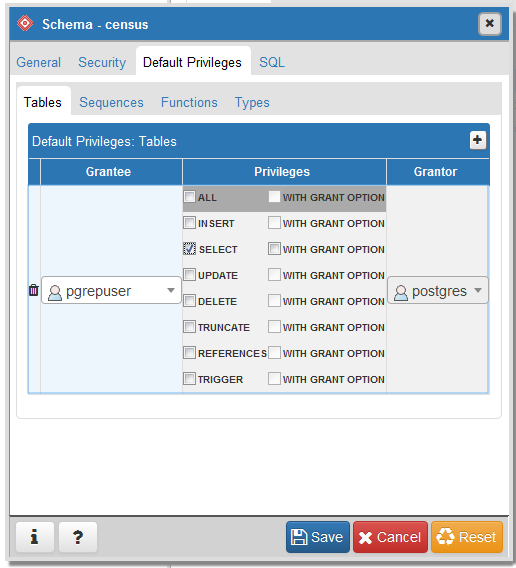 Schema - census
General Security Default Privileges SQL
Tables Sequences Functions Types
Default Privileges: Tables
Grantee Privileges Grantor
ALL WITH GRANT OPTION
INSERT WITH GRANT OPTION
SELECT WITH GRANT OPTION
UPDATE WITH GRANT OPTION
pgrepuser postgres
DELETE WITH GRANT OPTION
TRUNCATE WITH GRANT OPTION
REFERENCES WITH GRANT OPTION
TRIGGER WITH GRANT OPTION
i ? Save Cancel Reset